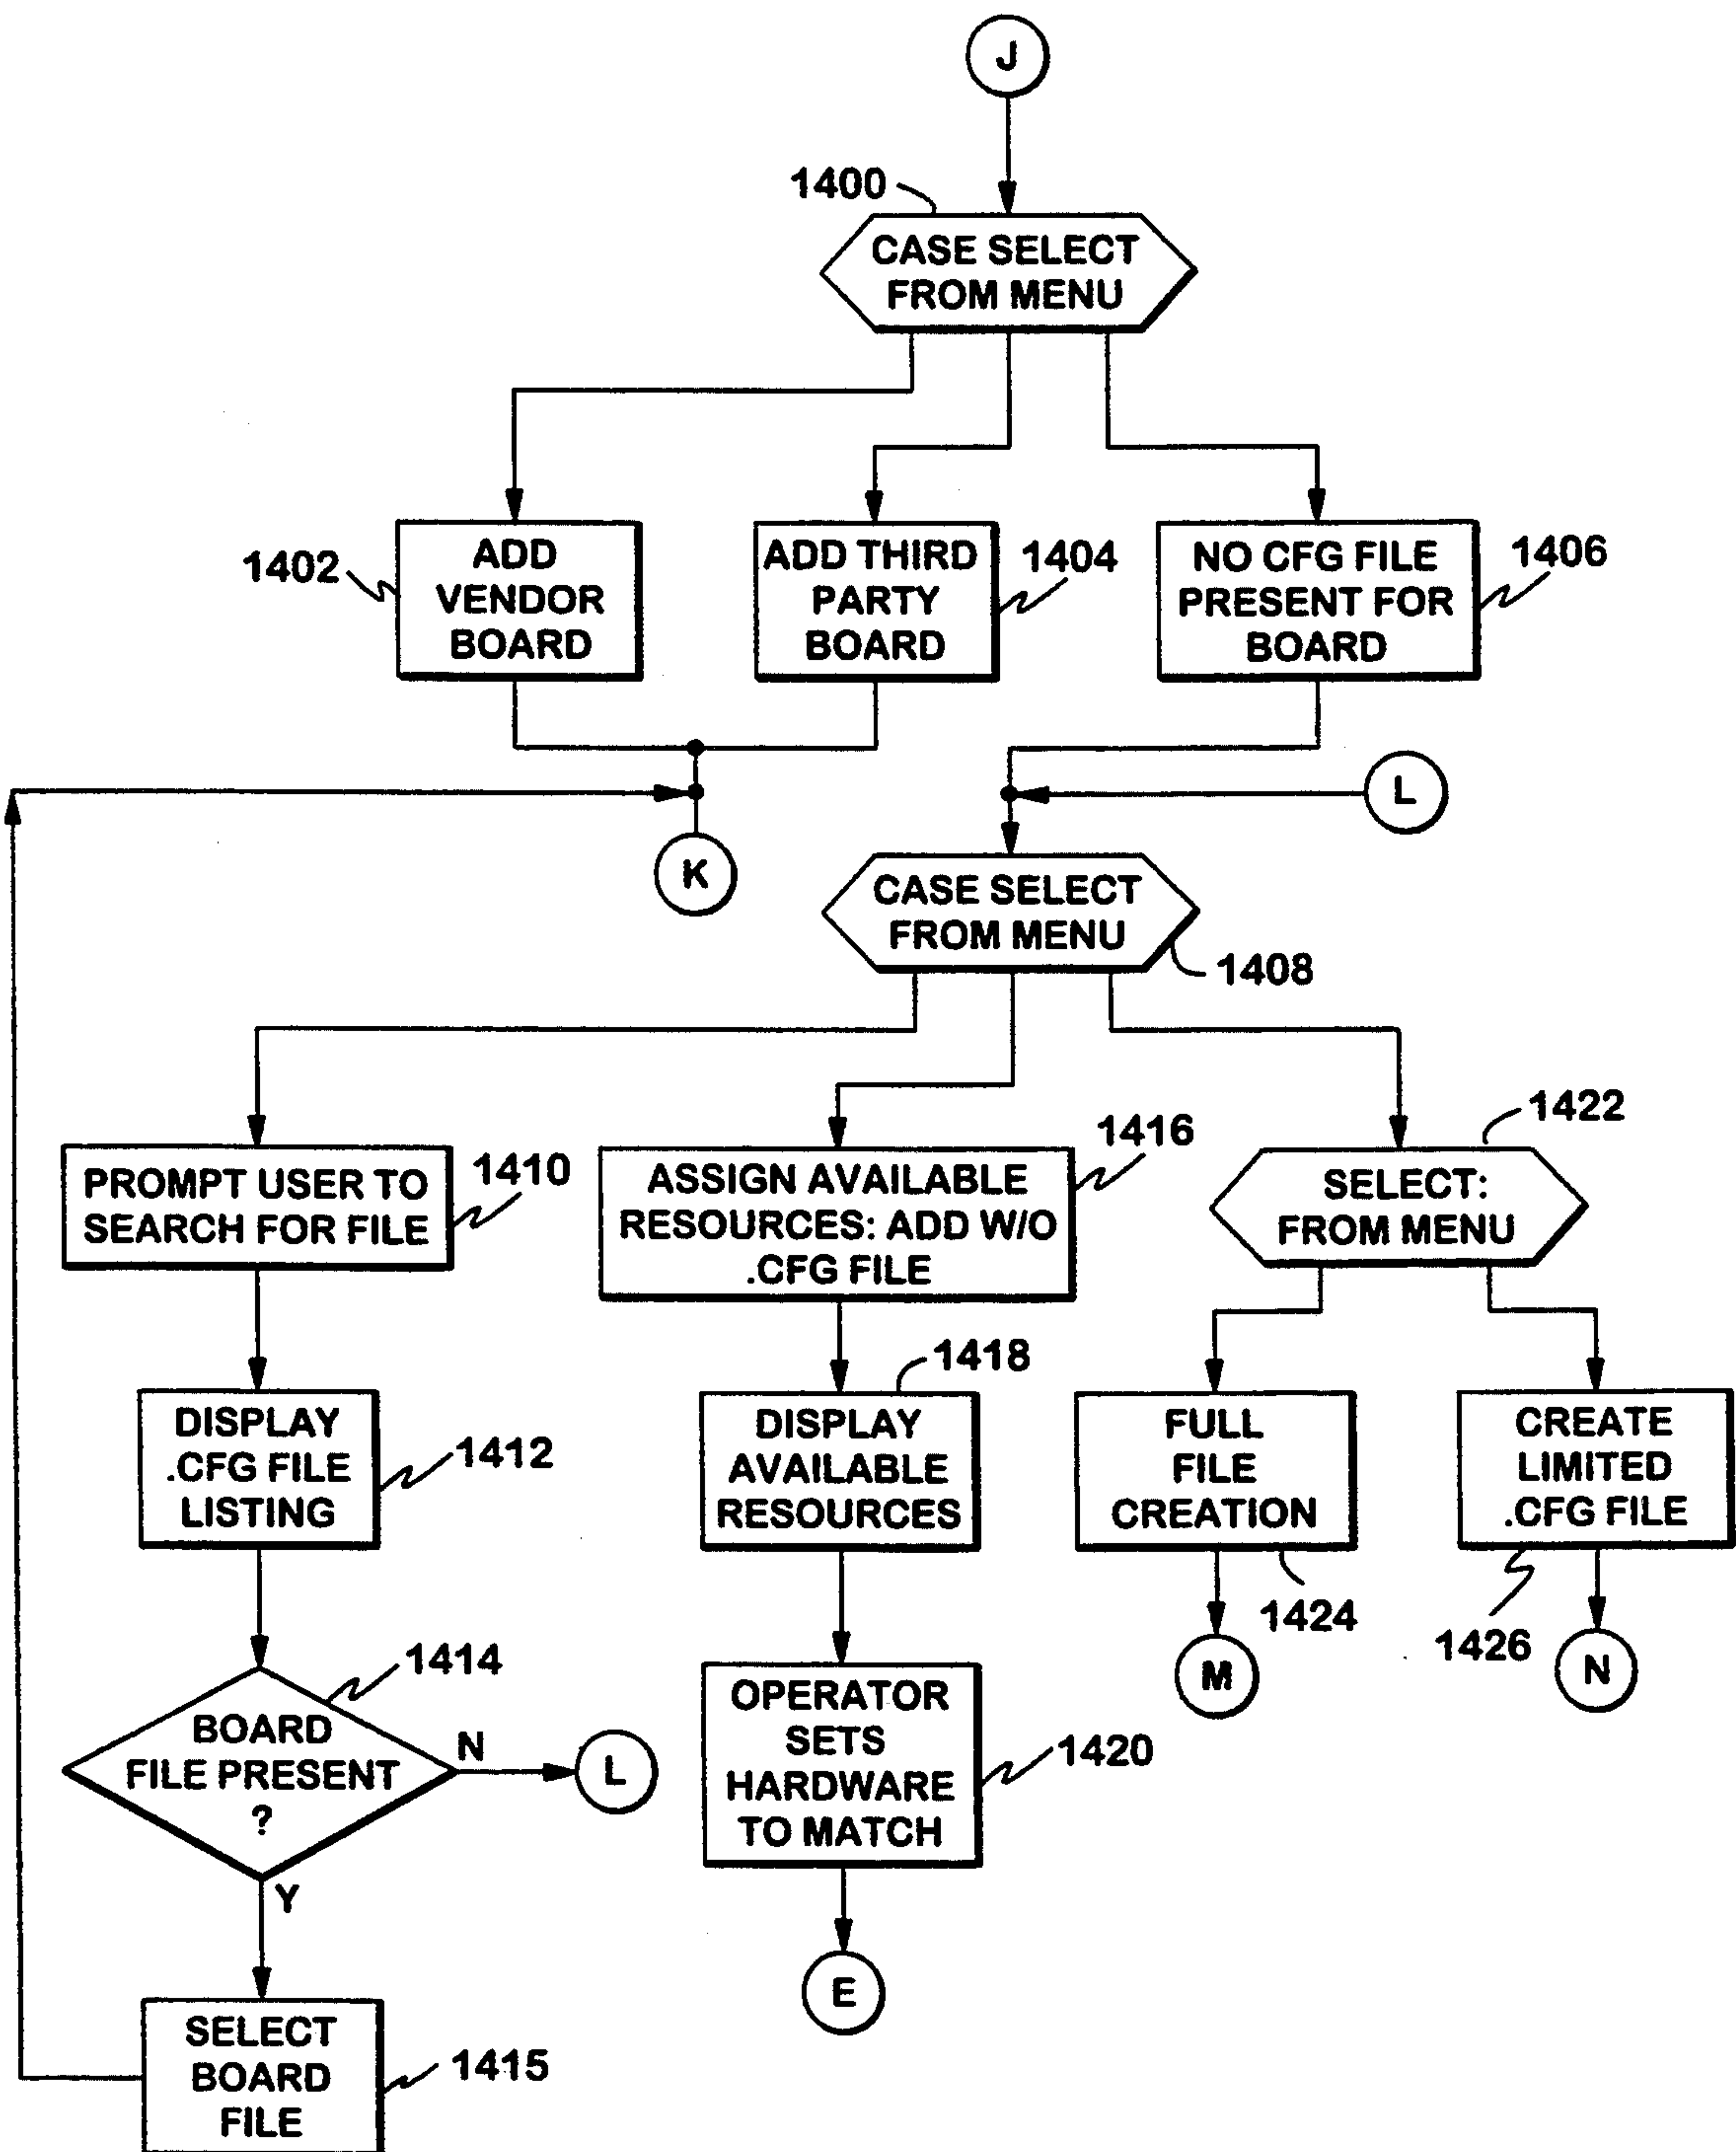 J
1400
CASE SELECT
FROM MENU
1402
ADD
VENDOR
BOARD
ADD THIRD
PARTY
BOARD
1404
NO CFG FILE
PRESENT FOR
BOARD
1406
L
K
CASE SELECT
FROM MENU
1408
PROMPT USER TO
SEARCH FOR FILE
1410
ASSIGN AVAILABLE
RESOURCES: ADD W/O
.CFG FILE
1416
1422
SELECT:
FROM MENU
DISPLAY
.CFG FILE
LISTING
1412
1418
DISPLAY
AVAILABLE
RESOURCES
FULL
FILE
CREATION
1424
CREATE
LIMITED
.CFG FILE
1426
M
N
1414
BOARD
FILE PRESENT
?
N
L
Y
OPERATOR
SETS
HARDWARE
TO MATCH
1420
E
SELECT
BOARD
FILE
1415